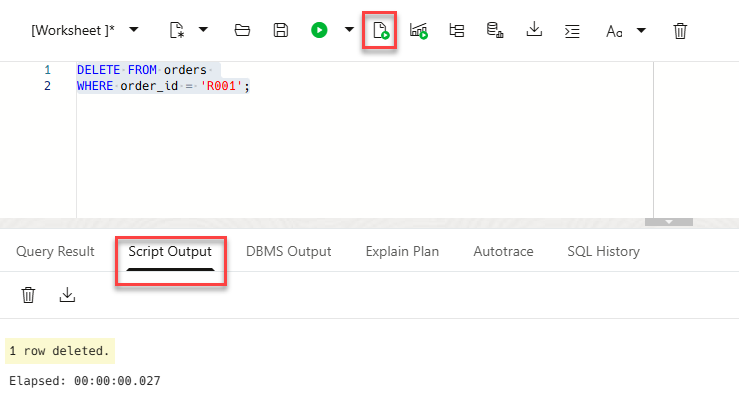 [Worksheet ]* Aa
1 DELETE FROM orders
2 WHERE order_id = 'R001';
Query Result Script Output DBMS Output Explain Plan Autotrace SQL History
1 row deleted.
Elapsed: 00:00:00.027